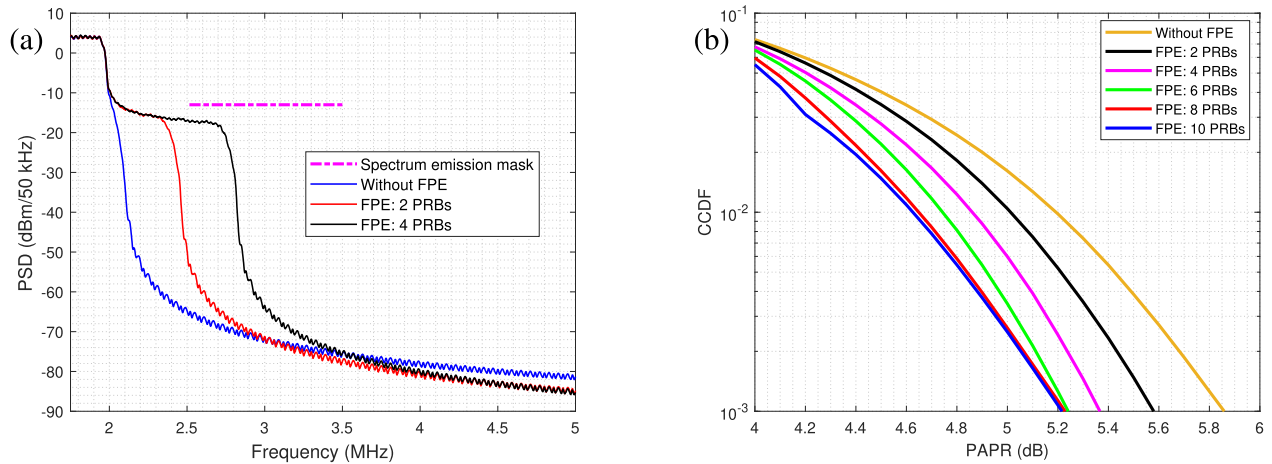 (a)
10
0
-10
-20
-30
-40
-50
-60
-70
-80
-90
PSD (dBm/50 kHz)
Spectrum emission mask
Without FPE
FPE: 2 PRBs
FPE: 4 PRBs
2
2.5
3
3.5
4
4.5
5
Frequency (MHz)
(b)
10-1
10-2
10-3
CCDF
Without FPE
FPE: 2 PRBs
FPE: 4 PRBs
FPE: 6 PRBs
FPE: 8 PRBs
FPE: 10 PRBs
4
4.2
4.4
4.6
4.8
5
5.2
5.4
5.6
5.8
6
PAPR (dB)